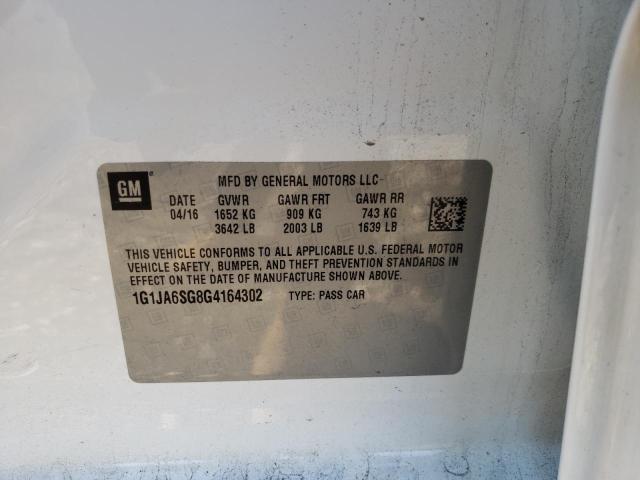 GM® MFD BY GENERAL MOTORS LLC
DATE GVWR GAWR FRT GAWR RR
04/16 1652 KG 909 KG 743 KG
3642 LB 2003 LB 1639 LB
THIS VEHICLE CONFORMS TO ALL APPLICABLE U.S. FEDERAL MOTOR
VEHICLE SAFETY, BUMPER, AND THEFT PREVENTION STANDARDS IN
EFFECT ON THE DATE OF MANUFACTURE SHOWN ABOVE.
1G1JA6SG8G4164302 TYPE: PASS CAR